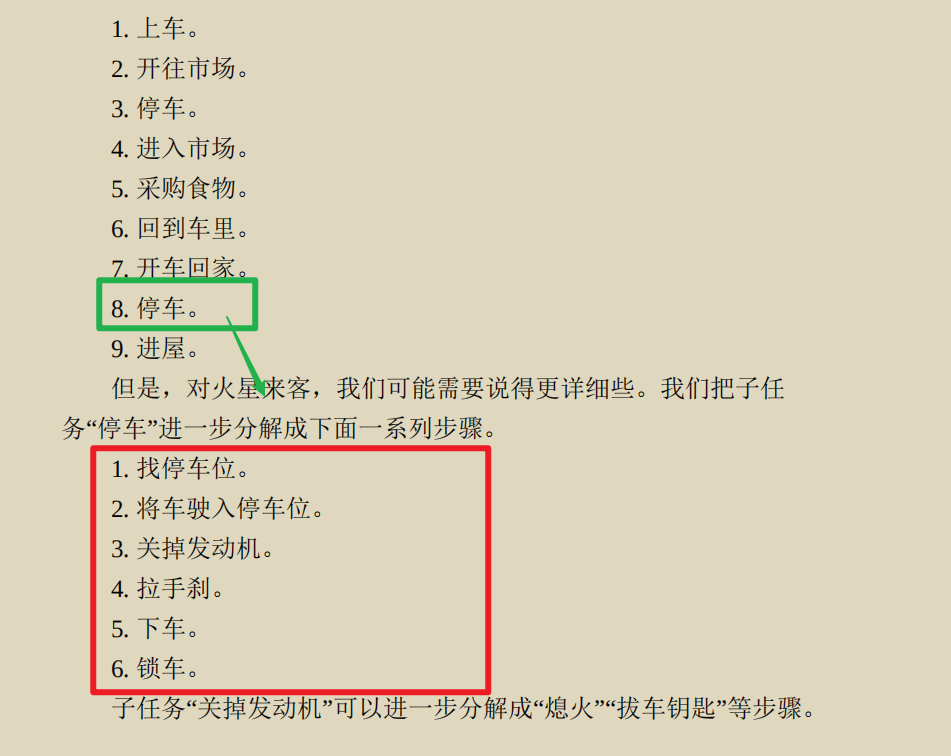 1. 上车。
2. 开往市场。
3. 停车。
4. 进入市场。
5. 采购食物。
6. 回到车里。
7. 开车回家。
8. 停车。
9. 进屋。
但是，对火星来客，我们可能需要说得更详细些。我们把子任
务“停车”进一步分解成下面一系列步骤。
1. 找停车位。
2. 将车驶入停车位。
3. 关掉发动机。
4. 拉手刹。
5. 下车。
6. 锁车。
子任务“关掉发动机”可以进一步分解成“熄火”“拔车钥匙”等步骤。